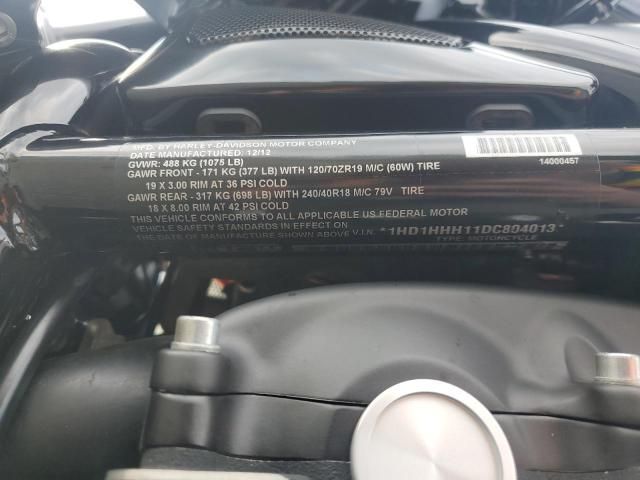 MFG. BY HARLEY-DAVIDSON MOTOR COMPANY
DATE MANUFACTURED: 12/12
GVWR: 488 KG (1075 LB)
GAWR FRONT - 171 KG (377 LB) WITH 120/70ZR19 M/C (60W) TIRE
19 X 3.00 RIM AT 36 PSI COLD
GAWR REAR - 317 KG (698 LB) WITH 240/40R18 M/C 79V TIRE
18 X 8.00 RIM AT 42 PSI COLD
THIS VEHICLE CONFORMS TO ALL APPLICABLE US FEDERAL MOTOR
VEHICLE SAFETY STANDARDS IN EFFECT ON
THE DATE OF MANUFACTURE SHOWN ABOVE V.I.N. *1HD1HHH11DC804013*
TYPE: MOTORCYCLE
14000457